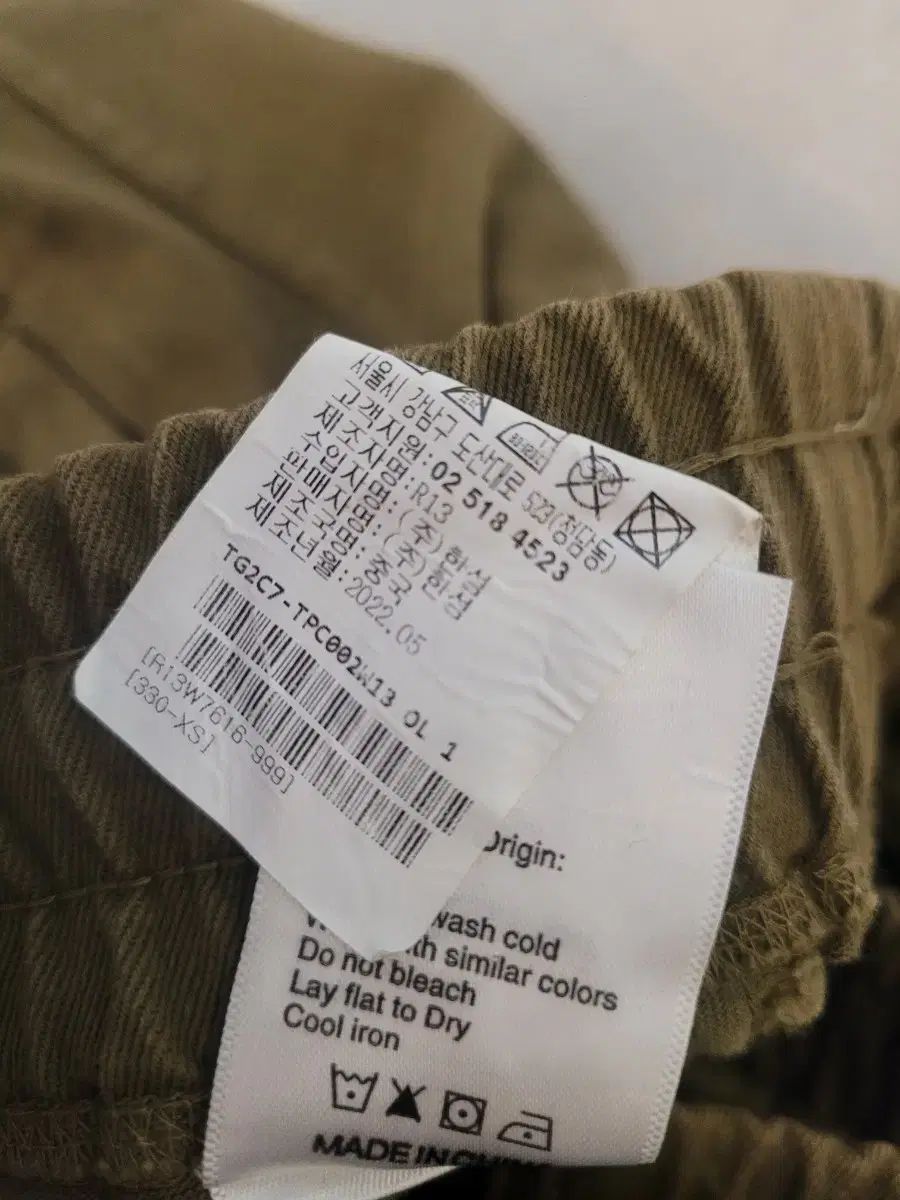 서울시 강남구 도산대로 523(청담동)
고객지원: 02 518 4523
제조자명:R13
수입자명: (주)한섬
판매자명: (주)한섬
제조국명:중국
제조년월:2022.05
TG2C7-TPC002W13 OL 1
[R13W7616-999]
[330-XS]
Origin:
wash cold
similar colors
Do not bleach
Lay flat to Dry
Cool iron
MADE IN